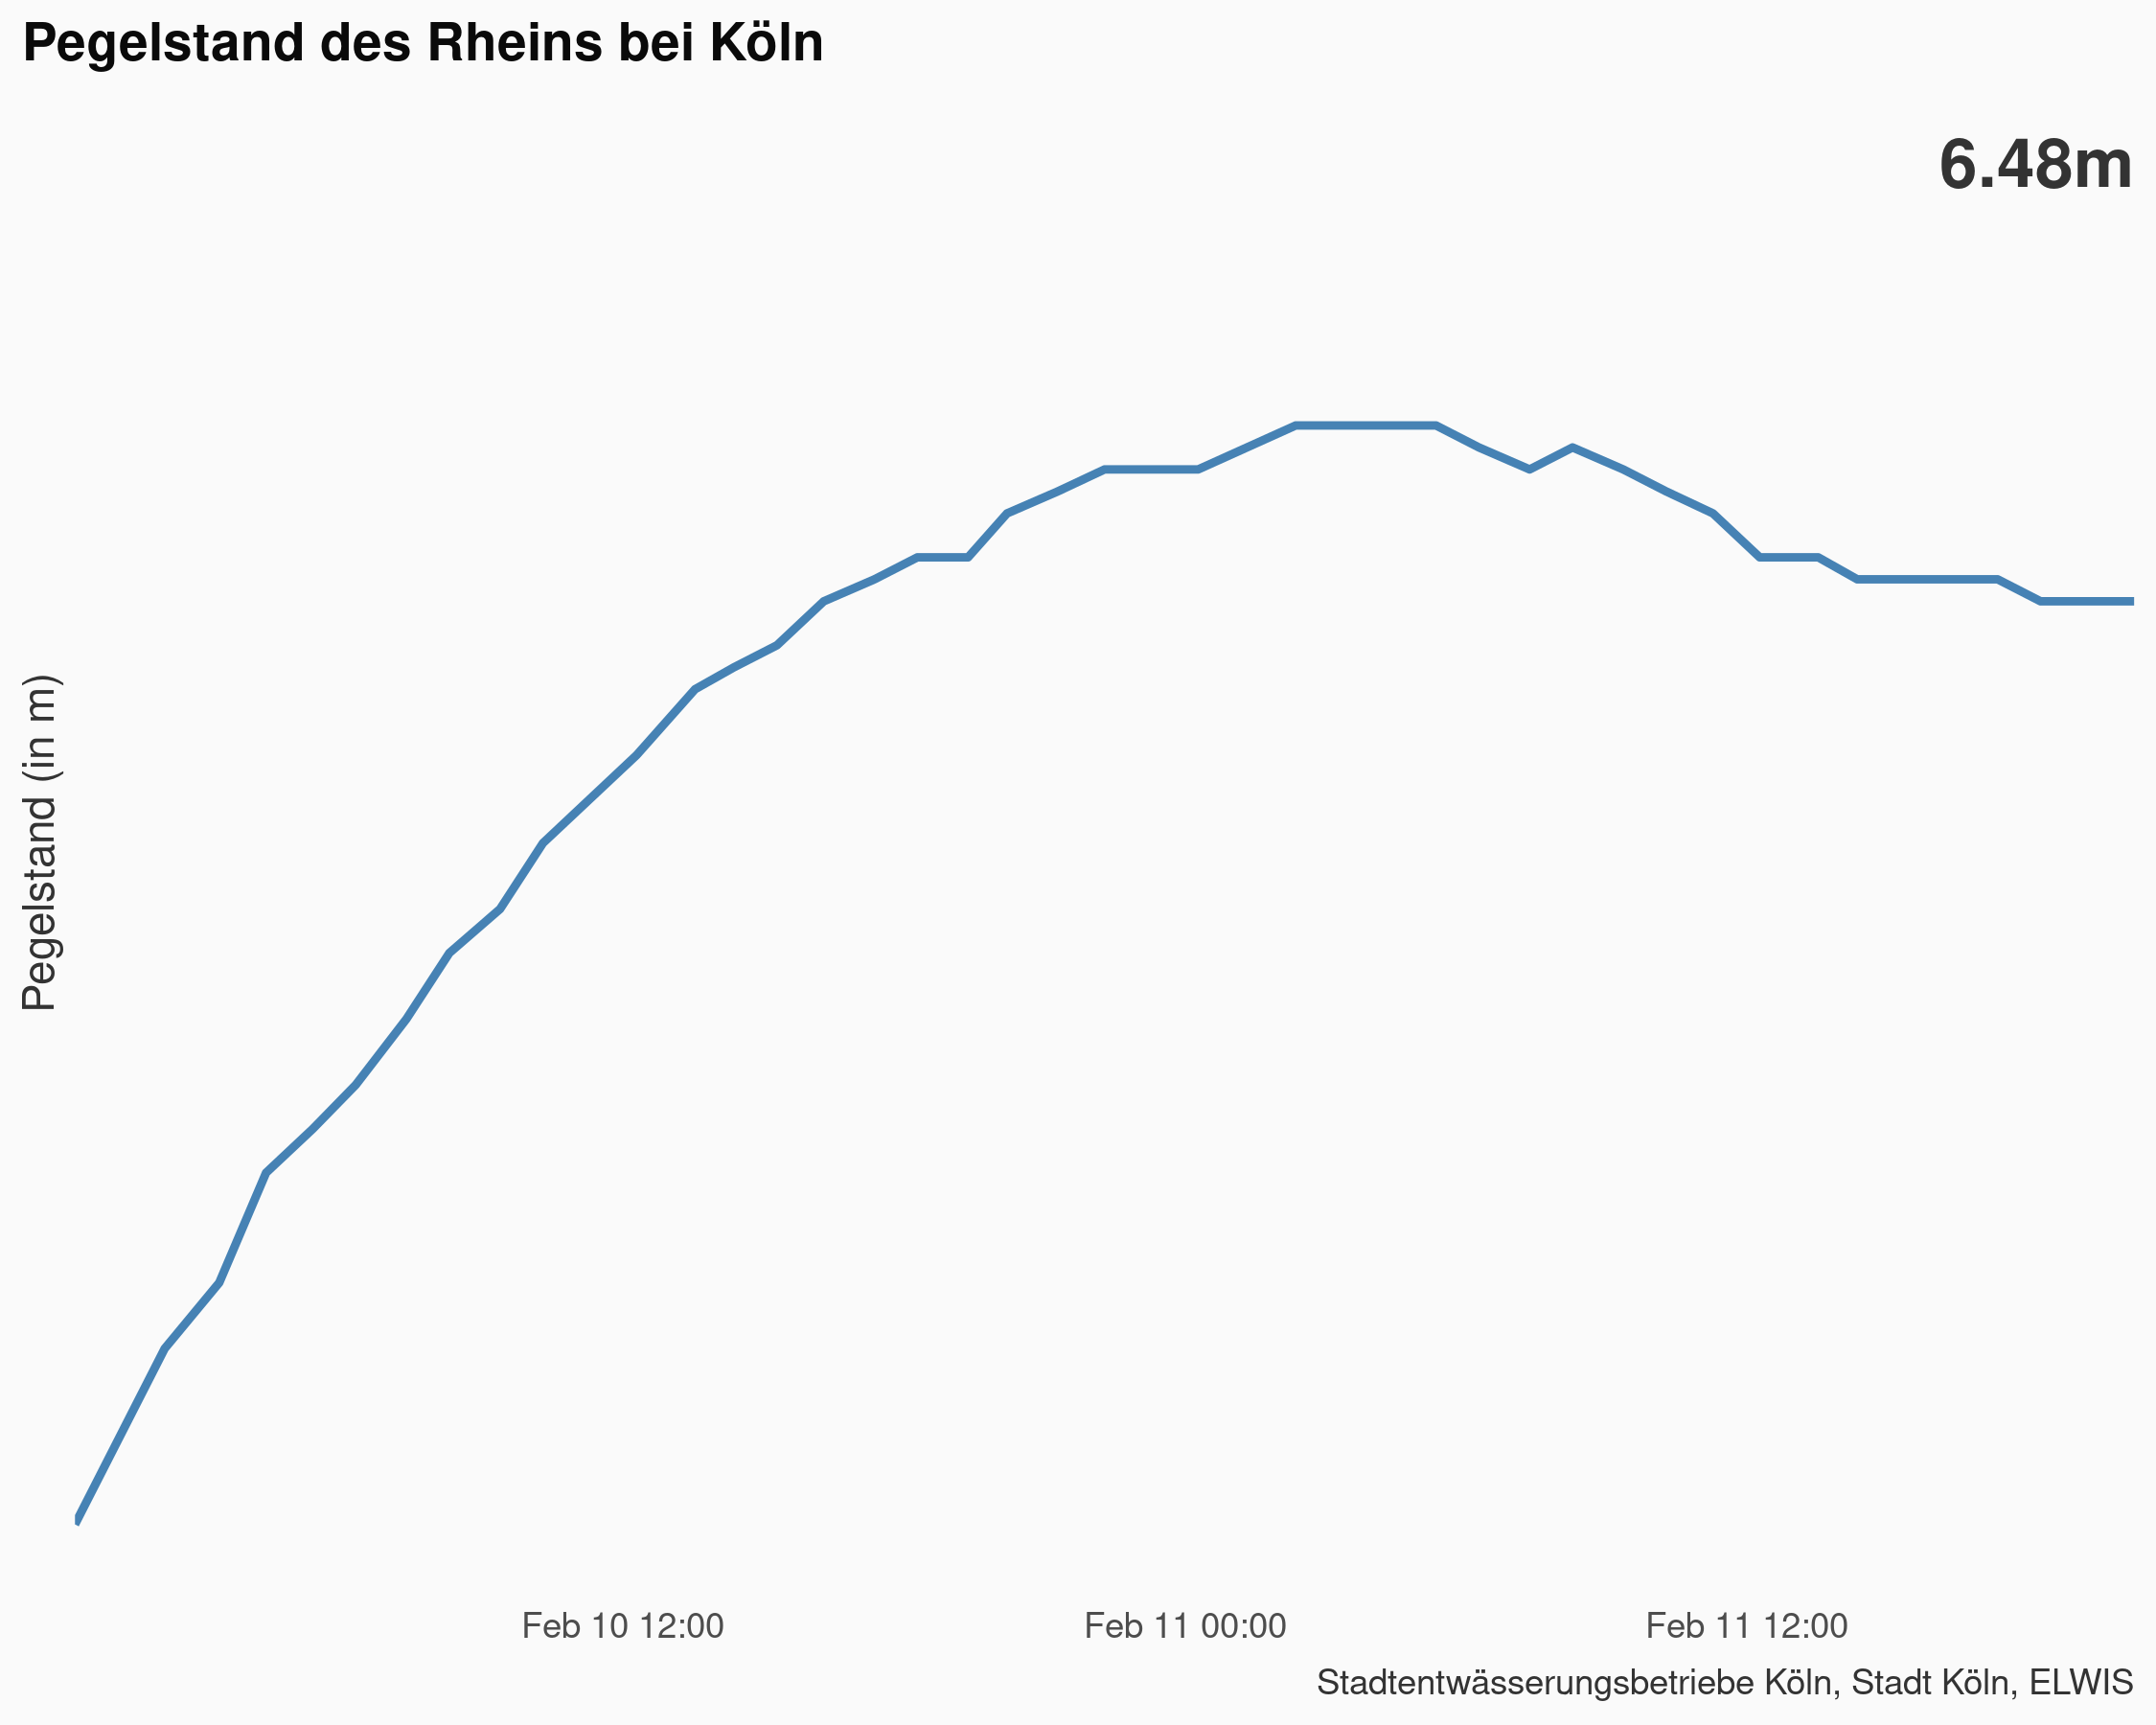 Pegelstand des Rheins bei Köln
6.48m
Pegelstand (in m)
Feb 10 12:00
Feb 11 00:00
Feb 11 12:00
Stadtentwässerungsbetriebe Köln, Stadt Köln, ELWIS